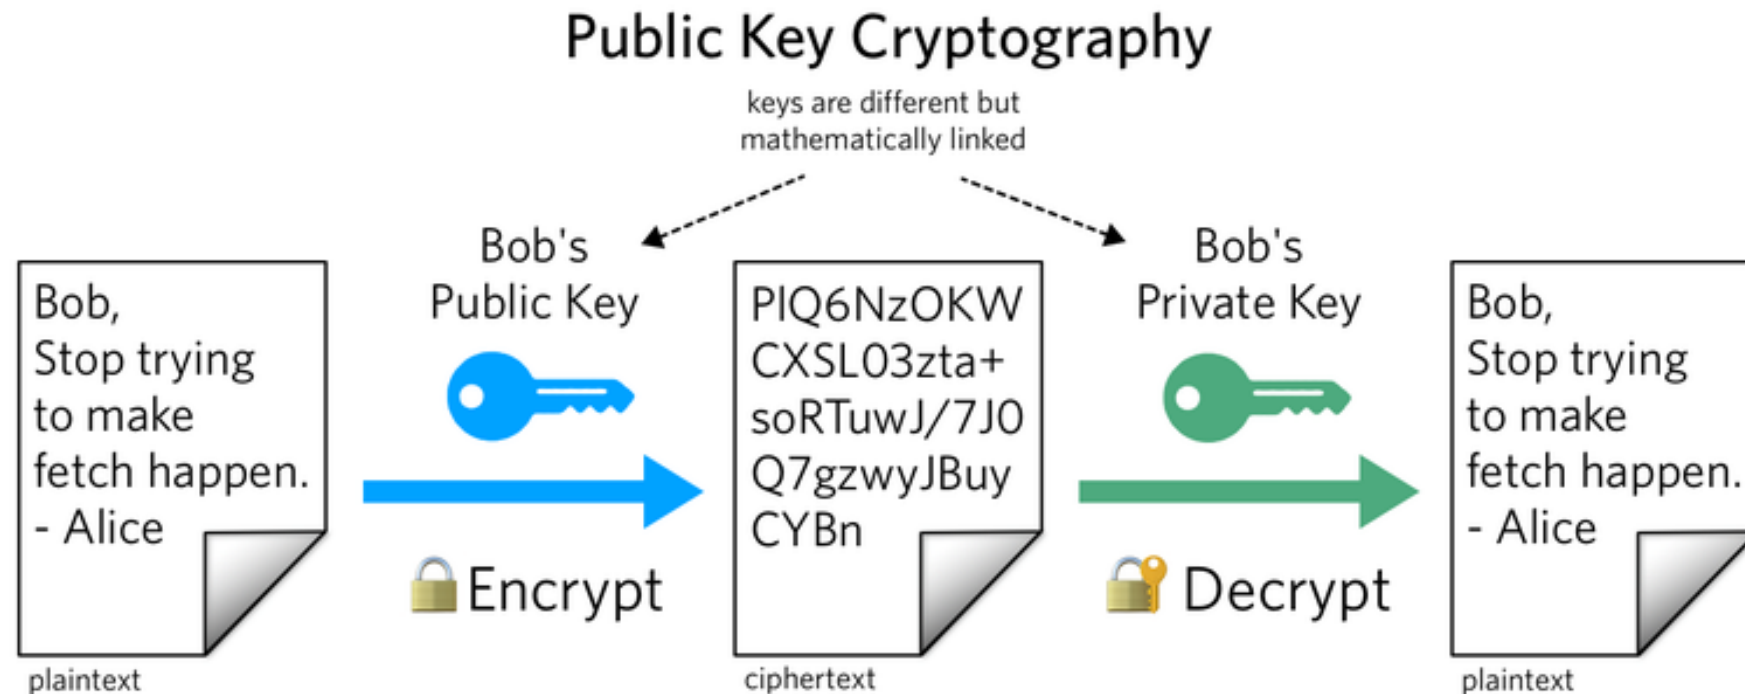 Public Key Cryptography
keys are different but
mathematically linked
Bob,
Stop trying
to make
fetch happen.
- Alice
plaintext
Bob's
Public Key
Encrypt
PlQ6NzOKW
CXSL03zta+
soRTuwJ/7J0
Q7gzwyJBuy
CYBn
ciphertext
Bob's
Private Key
Decrypt
Bob,
Stop trying
to make
fetch happen.
- Alice
plaintext